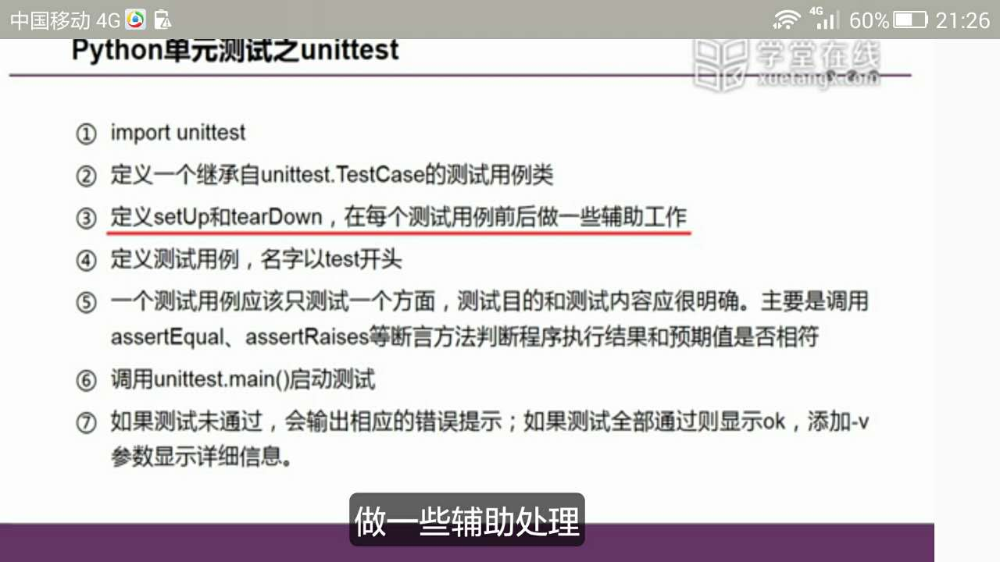 中国移动 4G
4G
60%
21:26
Python单元测试之unittest
学堂在线
xuetangx.com
① import unittest
② 定义一个继承自unittest.TestCase的测试用例类
③ 定义setUp和tearDown，在每个测试用例前后做一些辅助工作
④ 定义测试用例，名字以test开头
⑤ 一个测试用例应该只测试一个方面，测试目的和测试内容应很明确。主要是调用
assertEqual、assertRaises等断言方法判断程序执行结果和预期值是否相符
⑥ 调用unittest.main()启动测试
⑦ 如果测试未通过，会输出相应的错误提示；如果测试全部通过则显示ok，添加-v
参数显示详细信息。
做一些辅助处理